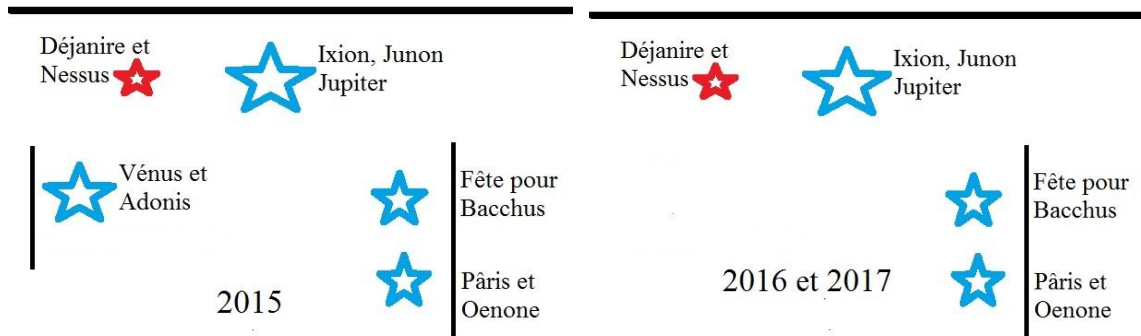 Déjanire et
Nessus
Ixion, Junon
Jupiter
Vénus et
Adonis
Fête pour
Bacchus
Pâris et
Oenone
2015
Déjanire et
Nessus
Ixion, Junon
Jupiter
Fête pour
Bacchus
Pâris et
Oenone
2016 et 2017